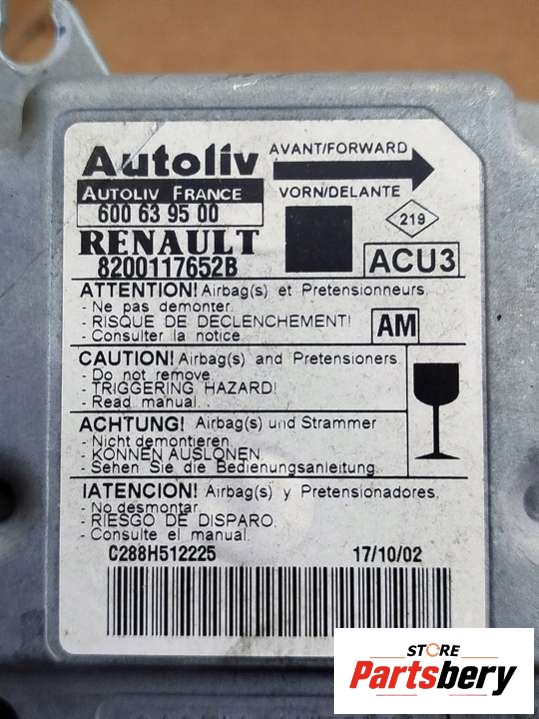 Autoliv
AVANT/FORWARD
AUTOLIV FRANCE
VORN/DELANTE
600 63 95 00
219
RENAULT
8200117652B
ACU3
ATTENTION! Airbag(s) et Pretensionneurs.
- Ne pas demonter.
- RISQUE DE DECLENCHEMENT!
- Consulter la notice
AM
CAUTION! Airbag(s) and Pretensioners.
- Do not remove
- TRIGGERING HAZARD!
- Read manual.
ACHTUNG! Airbag(s) und Strammer
- Nicht demontieren.
- KONNEN AUSLONEN
- Sehen Sie die Bedienungsanleitung.
!ATENCION! Airbag(s) y Pretensionadores.
- No desmontar.
- RIESGO DE DISPARO.
- Consulte el manual.
C288H512225 17/10/02
STORE
Partsbery